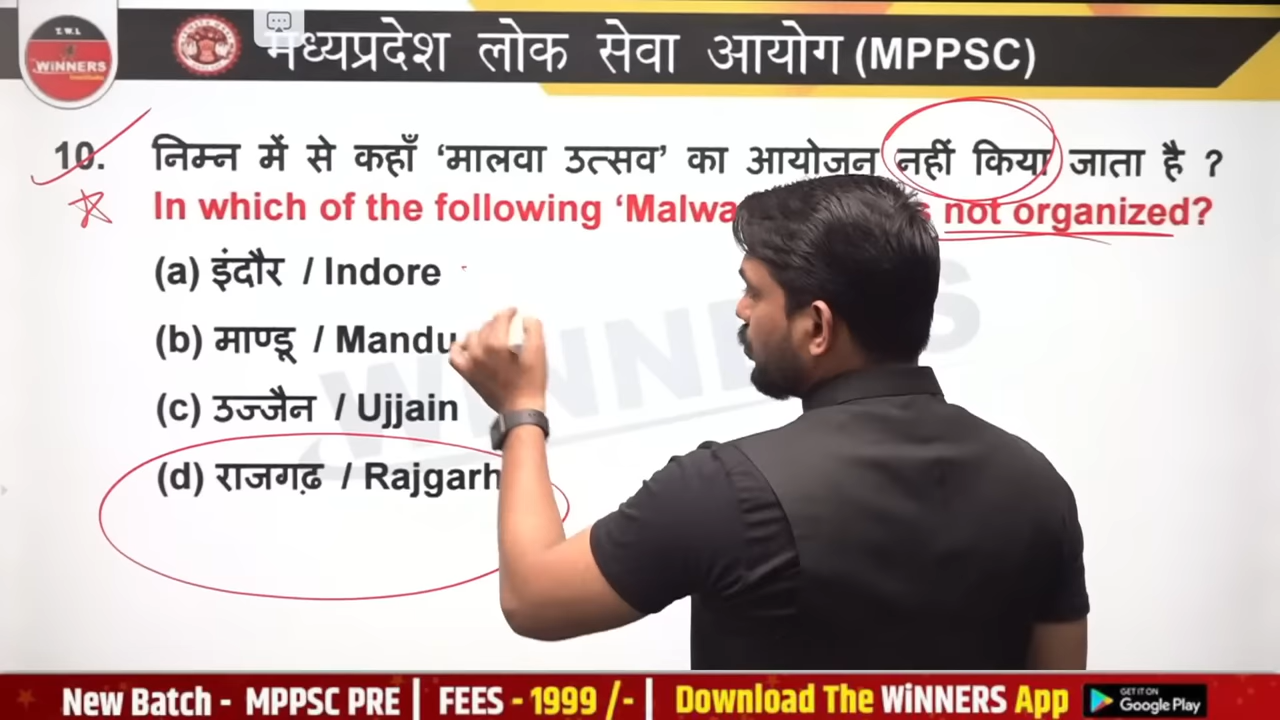 T.W.I.
WiNNERS
मध्यप्रदेश लोक सेवा आयोग (MPPSC)
10. निम्न में से कहाँ ‘मालवा उत्सव’ का आयोजन नहीं किया जाता है ?
In which of the following ‘Malwa not organized?
(a) इंदौर / Indore
(b) माण्डू / Mandu
(c) उज्जैन / Ujjain
(d) राजगढ़ / Rajgarh
WINNERS
New Batch - MPPSC PRE | FEES - 1999 /- | Download The WiNNERS App
GET IT ON
Google Play